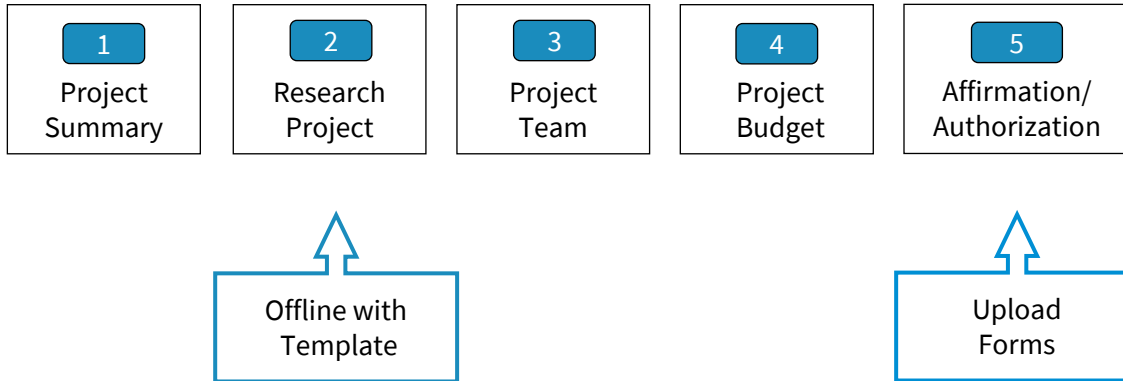 1
Project
Summary
2
Research
Project
3
Project
Team
4
Project
Budget
5
Affirmation/
Authorization
Offline with
Template
Upload
Forms